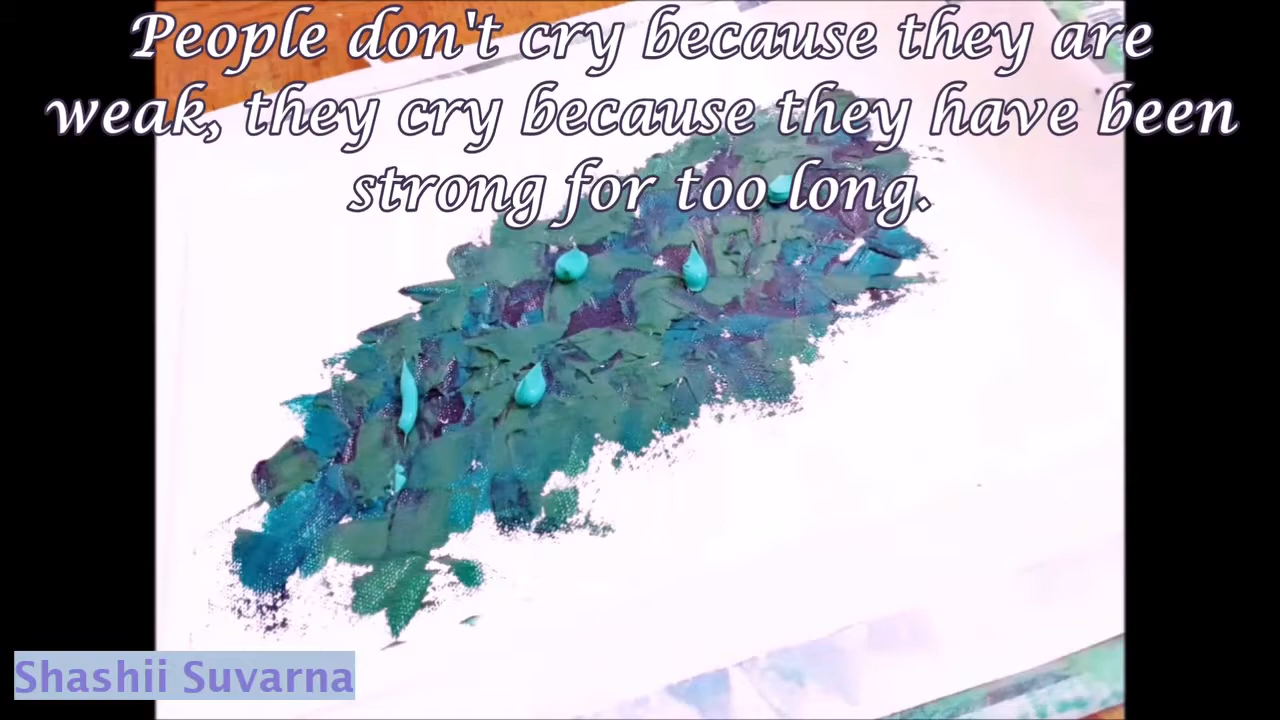 People don't cry because they are
weak, they cry because they have been
strong for too long.
Shashii Suvarna